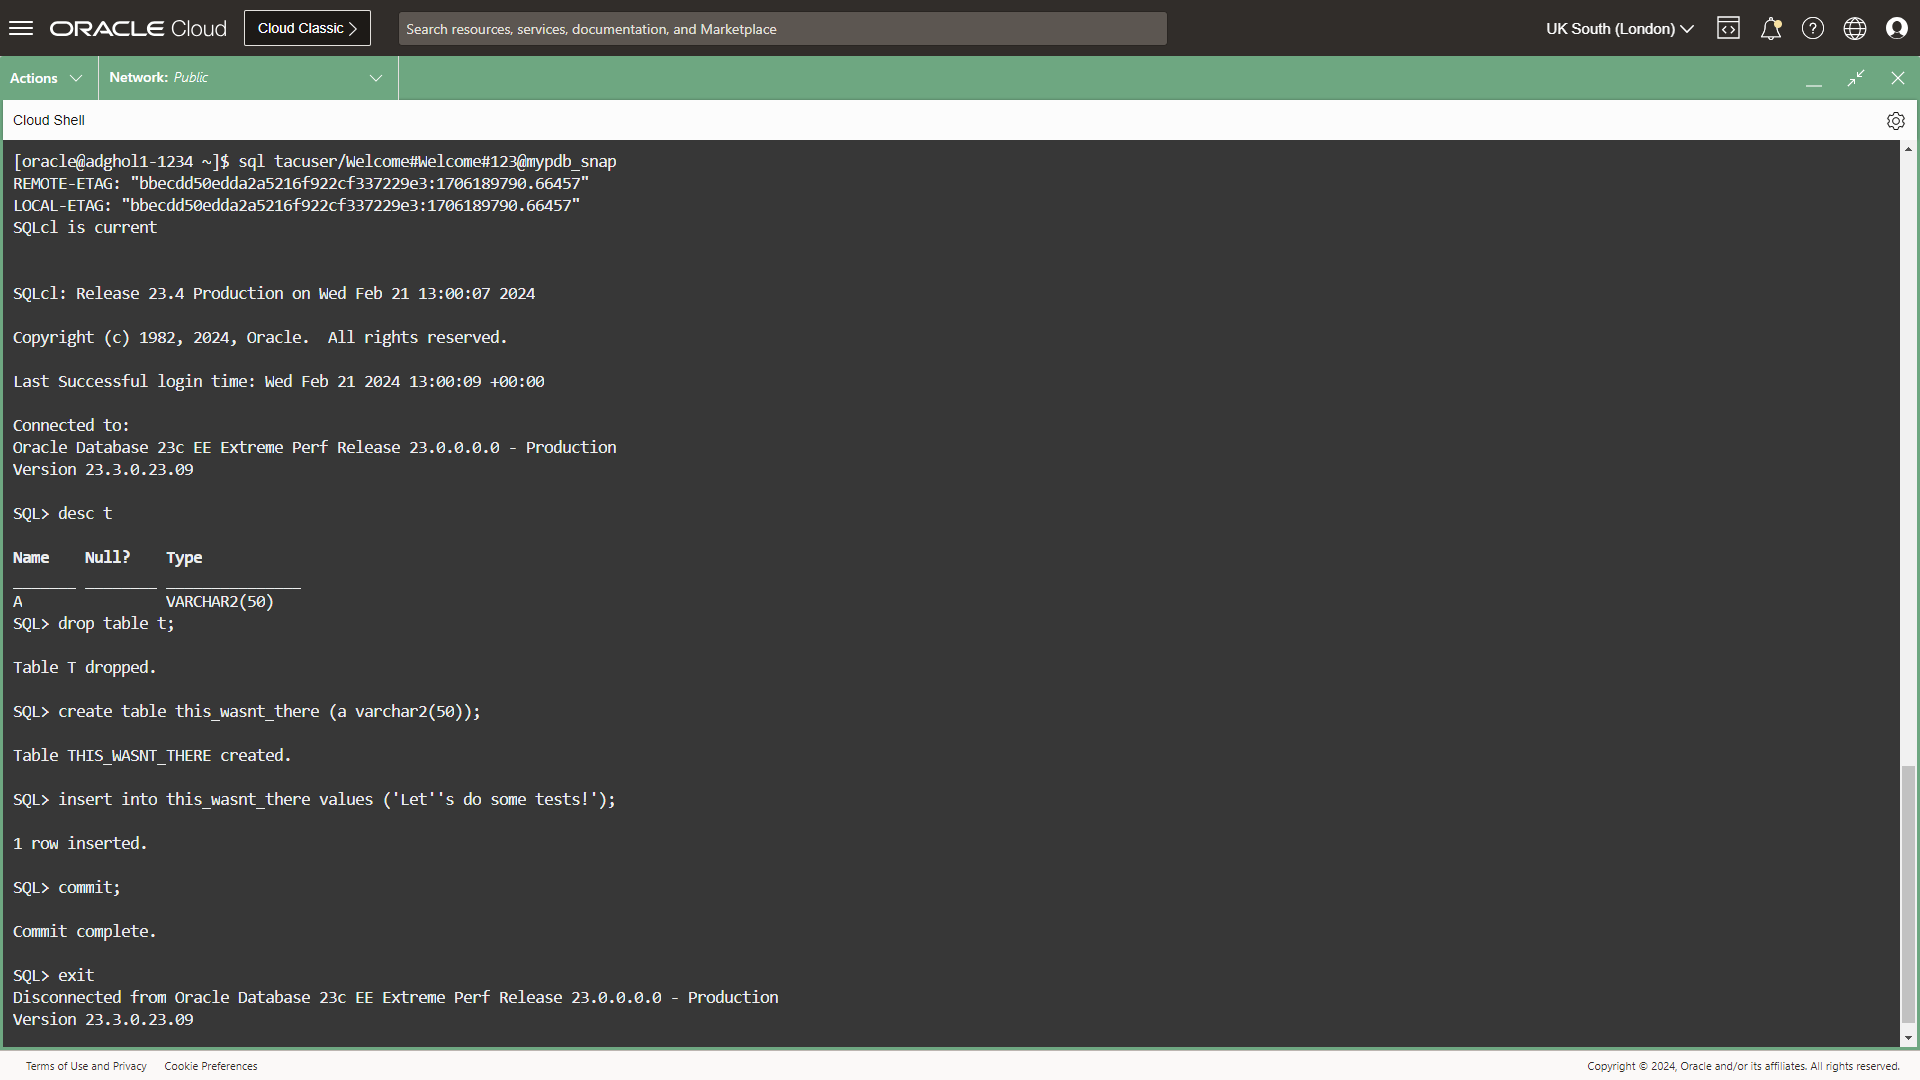 ORACLE Cloud
Cloud Classic
Search resources, services, documentation, and Marketplace
UK South (London)
Actions
Network: Public
Cloud Shell
[oracle@adghol1-1234 ~]$ sql tacuser/Welcome#Welcome#123@mypdb_snap
REMOTE-ETAG: "bbecdd50edda2a5216f922cf337229e3:1706189790.66457"
LOCAL-ETAG: "bbecdd50edda2a5216f922cf337229e3:1706189790.66457"
SQLcl is current
SQLcl: Release 23.4 Production on Wed Feb 21 13:00:07 2024
Copyright (c) 1982, 2024, Oracle.  All rights reserved.
Last Successful login time: Wed Feb 21 2024 13:00:09 +00:00
Connected to:
Oracle Database 23c EE Extreme Perf Release 23.0.0.0.0 - Production
Version 23.3.0.23.09
SQL> desc t
Name    Null?    Type
_______ ________ _______________
A                VARCHAR2(50)
SQL> drop table t;
Table T dropped.
SQL> create table this_wasnt_there (a varchar2(50));
Table THIS_WASNT_THERE created.
SQL> insert into this_wasnt_there values ('Let''s do some tests!');
1 row inserted.
SQL> commit;
Commit complete.
SQL> exit
Disconnected from Oracle Database 23c EE Extreme Perf Release 23.0.0.0.0 - Production
Version 23.3.0.23.09
Terms of Use and Privacy
Cookie Preferences
Copyright © 2024, Oracle and/or its affiliates. All rights reserved.